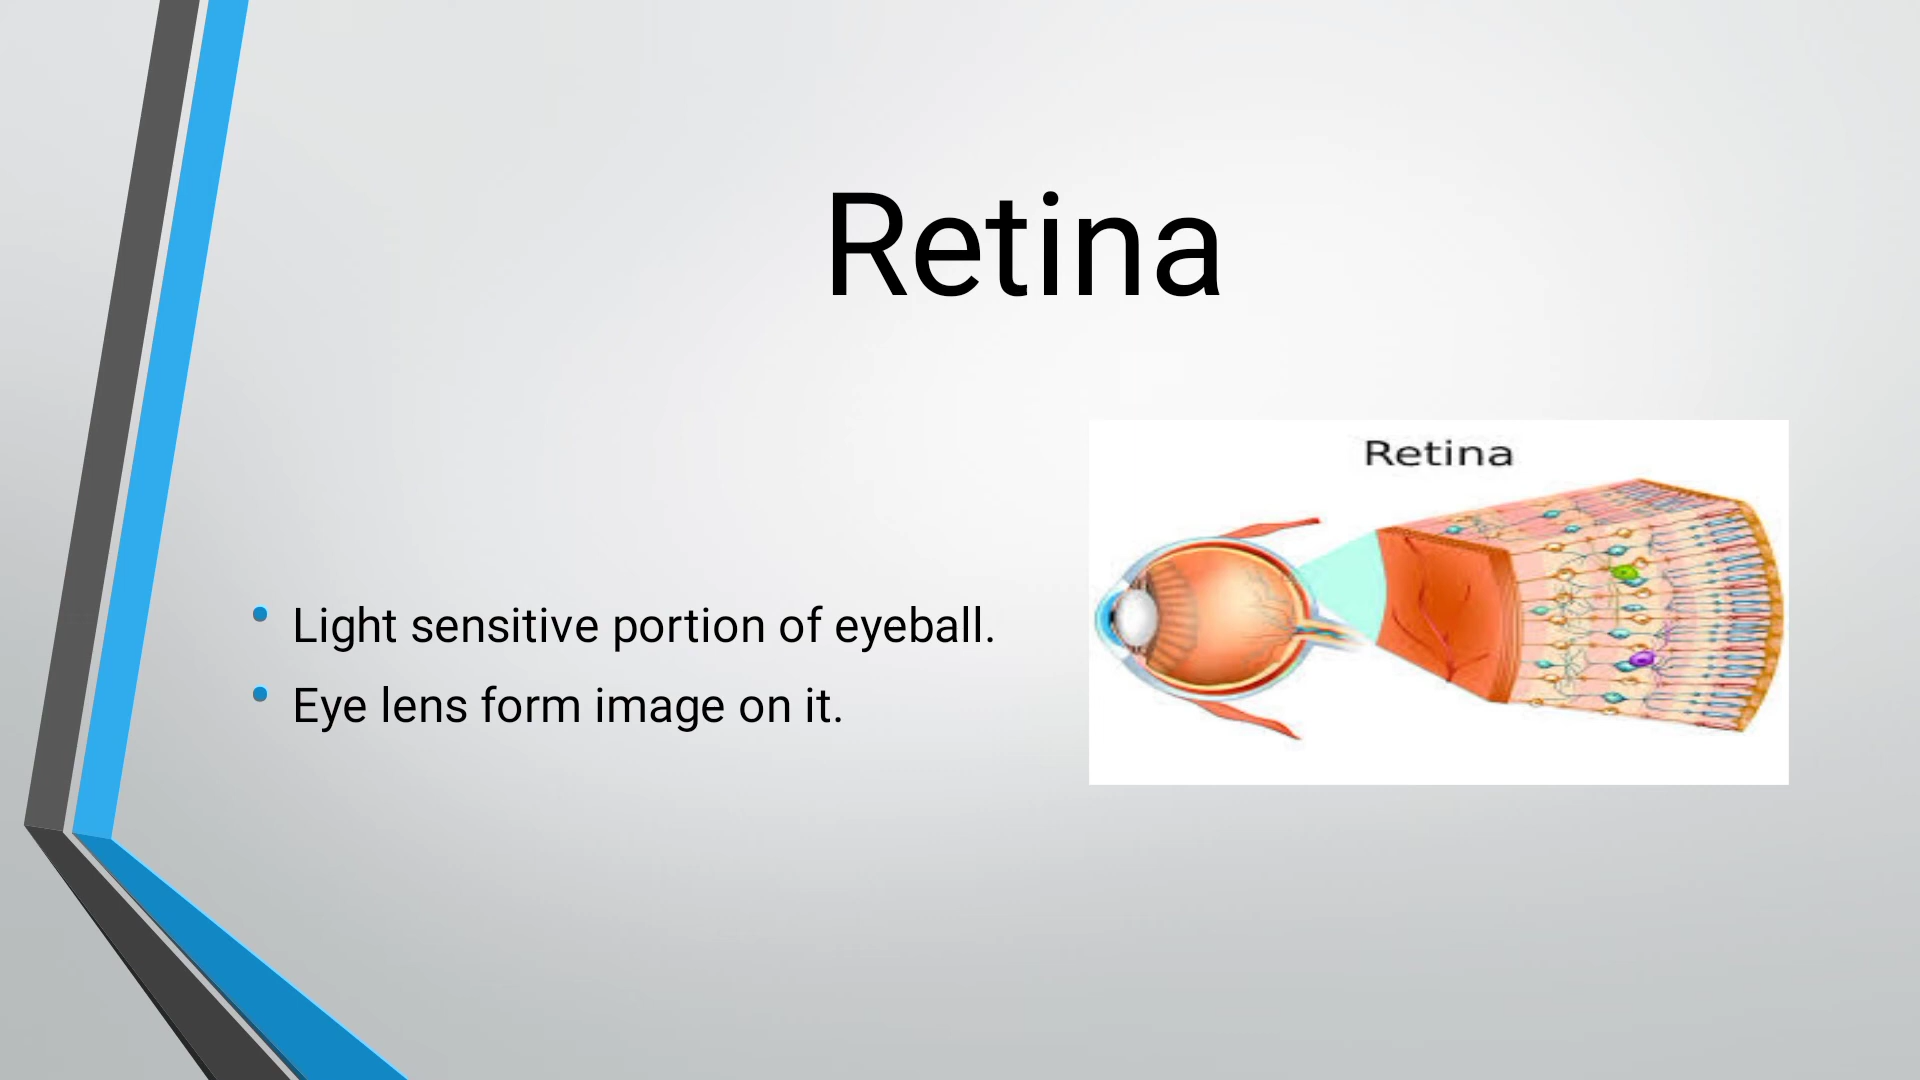 Retina
Retina
• Light sensitive portion of eyeball.
• Eye lens form image on it.